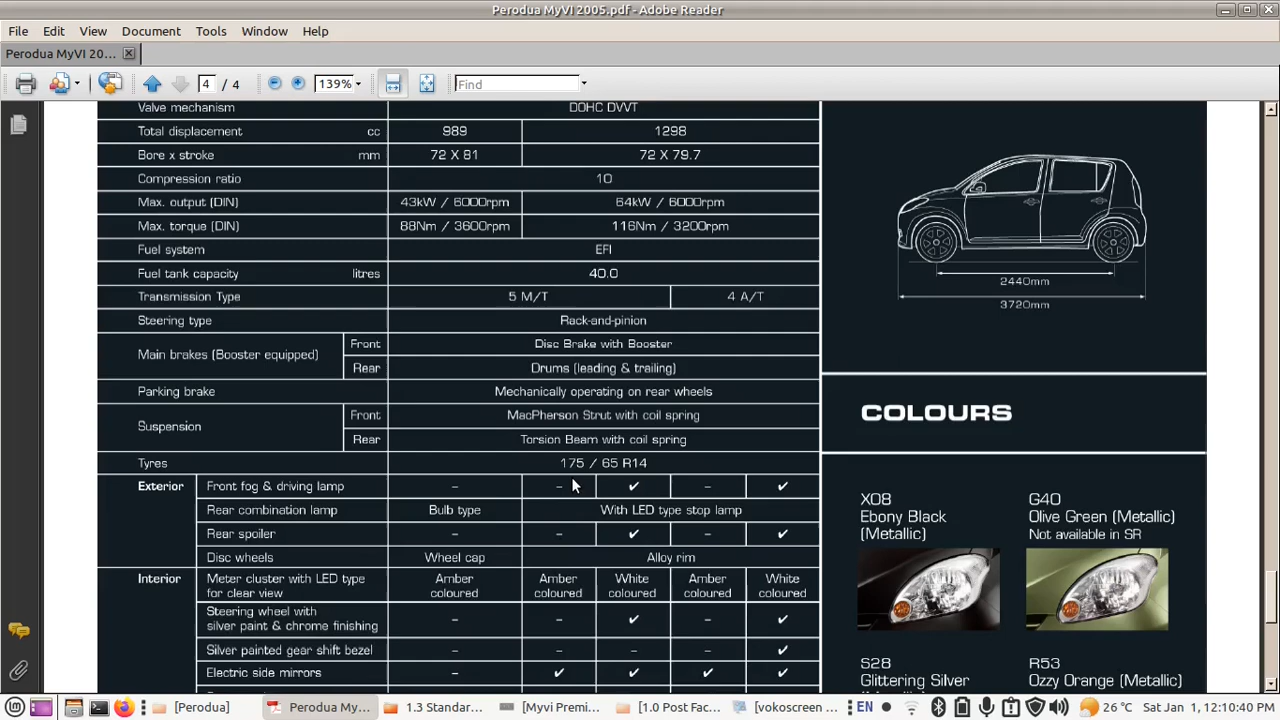 Perodua MyVI 2005.pdf - Adobe Reader
File Edit View Document Tools Window Help
Perodua MyVI 20...
4 / 4 139% Find
Valve mechanism DOHC DVVT
Total displacement cc 989 1298
Bore x stroke mm 72 X 81 72 X 79.7
Compression ratio 10
Max. output (DIN) 43kW / 6000rpm 64kW / 6000rpm
Max. torque (DIN) 88Nm / 3600rpm 116Nm / 3200rpm
Fuel system EFI
Fuel tank capacity litres 40.0
Transmission Type 5 M/T 4 A/T
Steering type Rack-and-pinion
Main brakes (Booster equipped) Front Disc Brake with Booster
Rear Drums (leading & trailing)
Parking brake Mechanically operating on rear wheels
Suspension Front MacPherson Strut with coil spring
Rear Torsion Beam with coil spring
Tyres 175 / 65 R14
Exterior Front fog & driving lamp – – ✔ – ✔
Rear combination lamp Bulb type With LED type stop lamp
Rear spoiler – – ✔ – ✔
Disc wheels Wheel cap Alloy rim
Interior Meter cluster with LED type Amber Amber White Amber White
for clear view coloured coloured coloured coloured coloured
Steering wheel with
silver paint & chrome finishing – – ✔ – ✔
Silver painted gear shift bezel – – – – ✔
Electric side mirrors – ✔ ✔ ✔ ✔
2440mm
3720mm
COLOURS
X08
Ebony Black
(Metallic)
G40
Olive Green (Metallic)
Not available in SR
S28
Glittering Silver
R53
Ozzy Orange (Metallic)
[Perodua] Perodua My... 1.3 Standar... [Myvi Premi... [1.0 Post Fac... [vokoscreen ... EN 26 °C Sat Jan 1, 12:10:40 PM